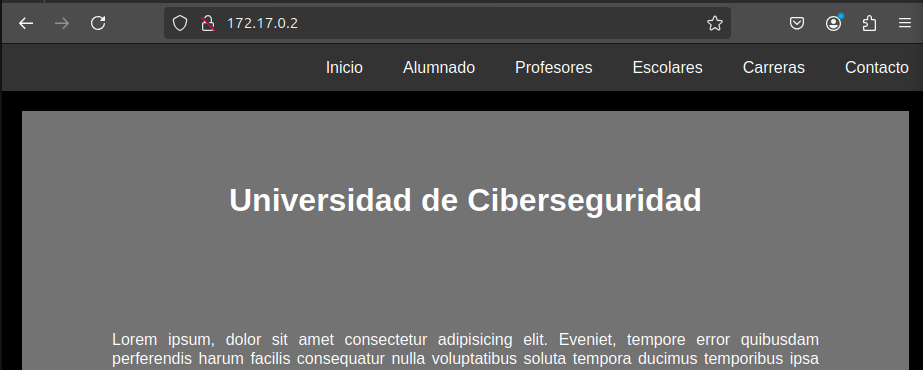 172.17.0.2
Inicio Alumnado Profesores Escolares Carreras Contacto
Universidad de Ciberseguridad
Lorem ipsum, dolor sit amet consectetur adipisicing elit. Eveniet, tempore error quibusdam
perferendis harum facilis consequatur nulla voluptatibus soluta tempora ducimus temporibus ipsa